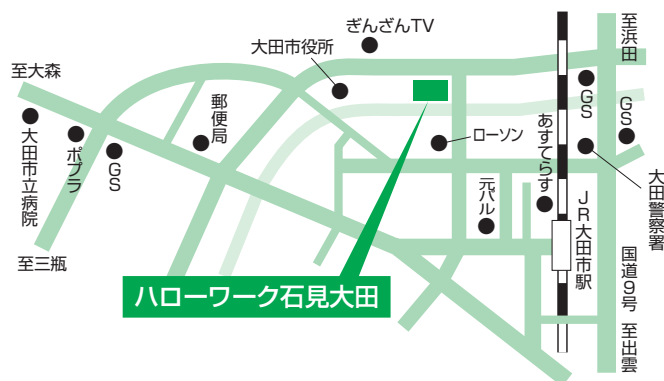 ぎんざんTV
大田市役所
至浜田
至大森
郵便局
GS
GS
大田市立病院
ポプラ
GS
ローソン
あすてらす
元パル
大田警察署
至三瓶
JR大田市駅
国道9号 至出雲
ハローワーク石見大田